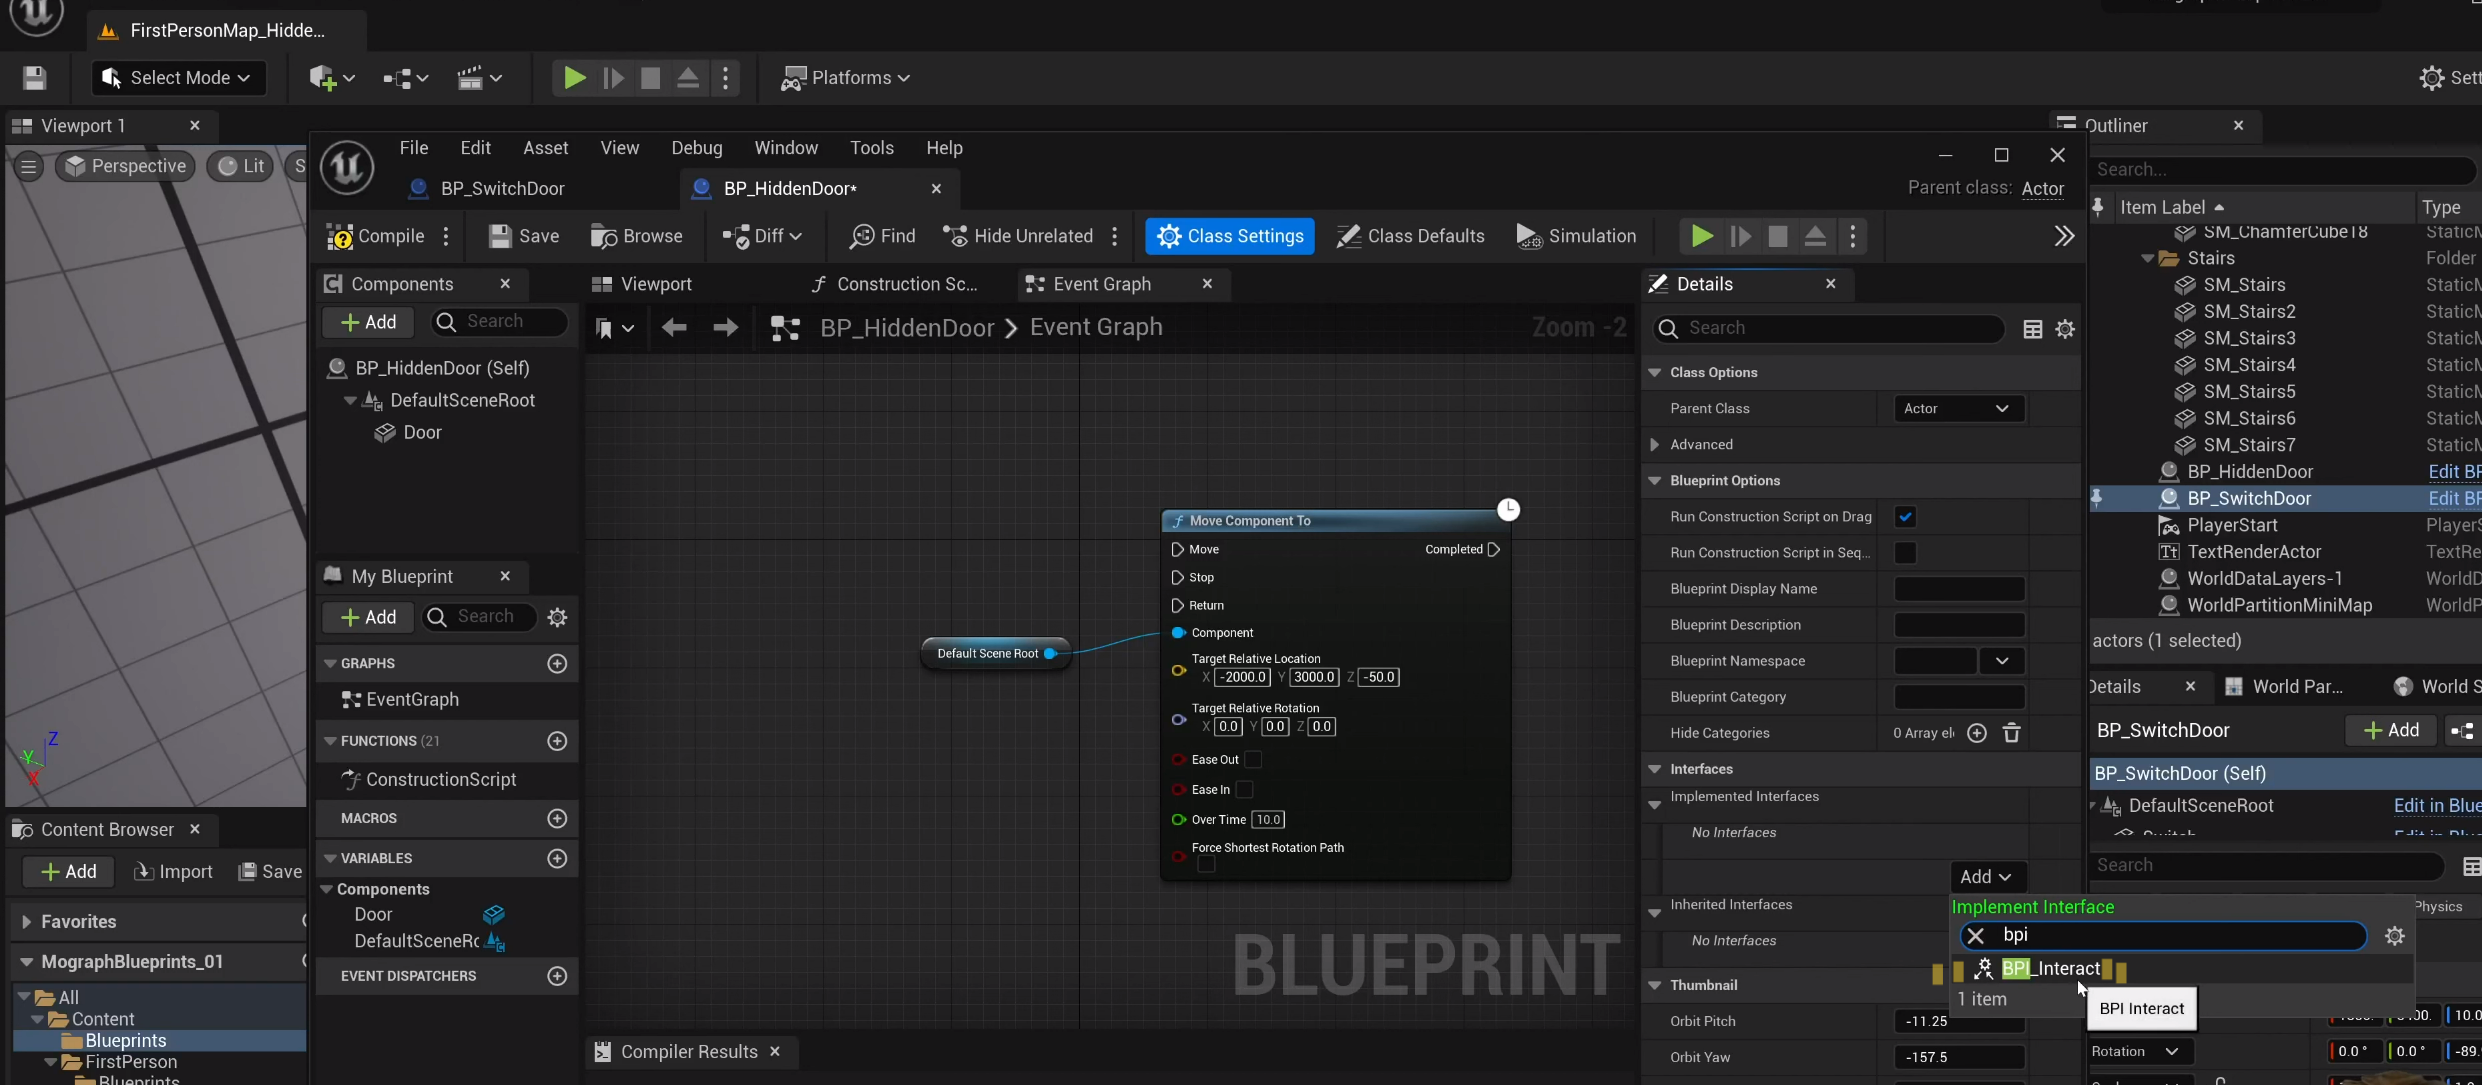 FirstPersonMap_Hidde...
Select Mode
Platforms
Sett
Viewport 1
Outliner
Perspective
Lit
S
File Edit Asset View Debug Window Tools Help
BP_SwitchDoor
BP_HiddenDoor*
Parent class: Actor
Compile
Save
Browse
Diff
Find
Hide Unrelated
Class Settings
Class Defaults
Simulation
Components
Add
Search
BP_HiddenDoor (Self)
DefaultSceneRoot
Door
My Blueprint
Add
Search
GRAPHS
EventGraph
FUNCTIONS (21
ConstructionScript
MACROS
VARIABLES
Components
Door
DefaultSceneRc
EVENT DISPATCHERS
Viewport
Construction Sc...
Event Graph
BP_HiddenDoor > Event Graph
Zoom -2
Default Scene Root
Move Component To
Move
Completed
Stop
Return
Component
Target Relative Location
X -2000.0 Y 3000.0 Z -50.0
Target Relative Rotation
X 0.0 Y 0.0 Z 0.0
Ease Out
Ease In
Over Time 10.0
Force Shortest Rotation Path
BLUEPRINT
Compiler Results
Details
Search
Class Options
Parent Class
Actor
Advanced
Blueprint Options
Run Construction Script on Drag
Run Construction Script in Seq...
Blueprint Display Name
Blueprint Description
Blueprint Namespace
Blueprint Category
Hide Categories
0 Array ele
Interfaces
Implemented Interfaces
No Interfaces
Add
Inherited Interfaces
No Interfaces
Implement Interface
bpi
BPI_Interact
1 item
BPI Interact
Thumbnail
Orbit Pitch
-11.25
Orbit Yaw
-157.5
Search...
Item Label
Type
SM_ChamferCube18
StaticM
Stairs
Folder
SM_Stairs
StaticM
SM_Stairs2
StaticM
SM_Stairs3
StaticM
SM_Stairs4
StaticM
SM_Stairs5
StaticM
SM_Stairs6
StaticM
SM_Stairs7
StaticM
BP_HiddenDoor
Edit BP
BP_SwitchDoor
Edit BP
PlayerStart
PlayerS
TextRenderActor
TextRe
WorldDataLayers-1
WorldD
WorldPartitionMiniMap
WorldP
actors (1 selected)
Details
World Par...
World S
BP_SwitchDoor
Add
BP_SwitchDoor (Self)
DefaultSceneRoot
Edit in Blue
Search
Physics
Rotation
0.0 ° 0.0 ° -89.
Z
Y
X
Content Browser
Add
Import
Save
Favorites
MographBlueprints_01
All
Content
Blueprints
FirstPerson
Blueprints